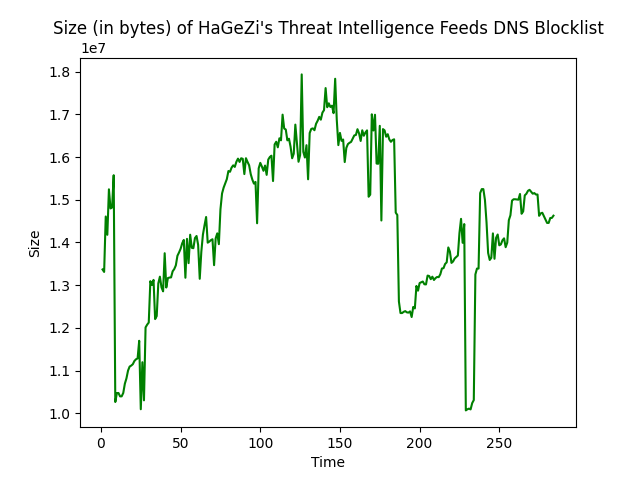 Size (in bytes) of HaGeZi's Threat Intelligence Feeds DNS Blocklist
1e7
1.8
1.7
1.6
1.5
1.4
1.3
1.2
1.1
1.0
Size
0 50 100 150 200 250
Time